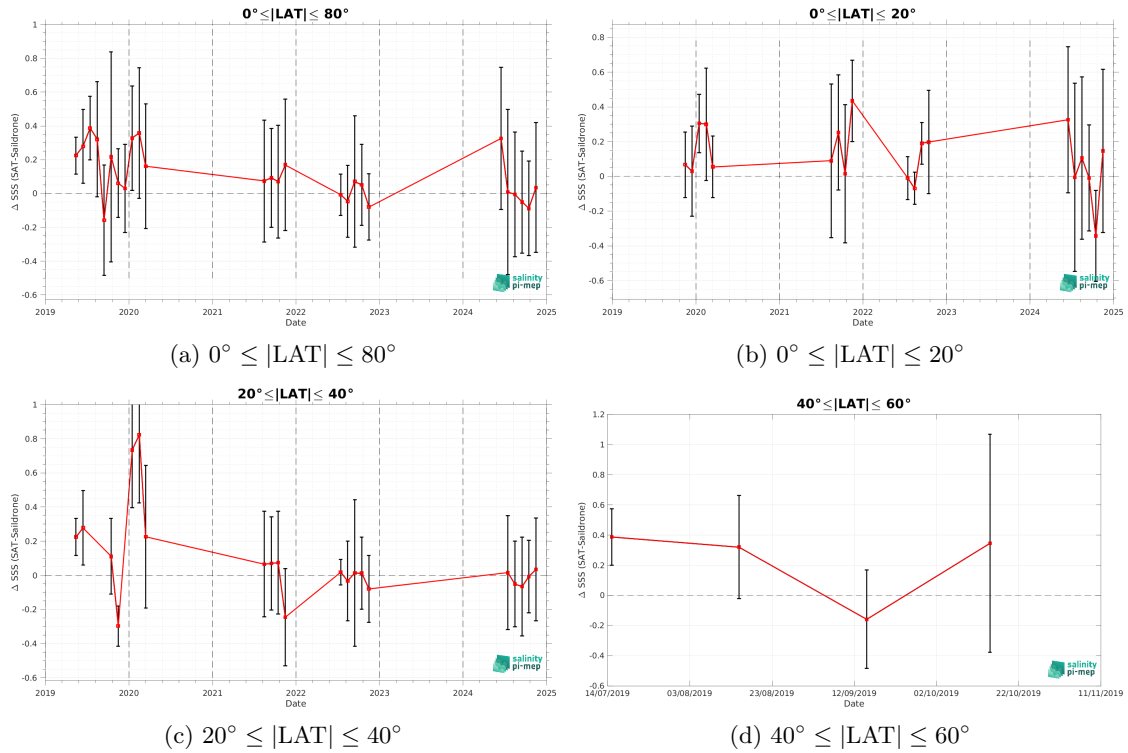 0°≤|LAT|≤ 80°
Δ SSS (SAT-Saildrone)
1
0.8
0.6
0.4
0.2
0
-0.2
-0.4
-0.6
2019 2020 2021 2022 2023 2024 2025
Date
salinity
pi-mep
(a) 0° ≤ |LAT| ≤ 80°
0°≤|LAT|≤ 20°
Δ SSS (SAT-Saildrone)
0.8
0.6
0.4
0.2
0
-0.2
-0.4
-0.6
2019 2020 2021 2022 2023 2024 2025
Date
salinity
pi-mep
(b) 0° ≤ |LAT| ≤ 20°
20°≤|LAT|≤ 40°
Δ SSS (SAT-Saildrone)
1
0.8
0.6
0.4
0.2
0
-0.2
-0.4
-0.6
2019 2020 2021 2022 2023 2024 2025
Date
salinity
pi-mep
(c) 20° ≤ |LAT| ≤ 40°
40°≤|LAT|≤ 60°
Δ SSS (SAT-Saildrone)
1.2
1
0.8
0.6
0.4
0.2
0
-0.2
-0.4
-0.6
14/07/2019 03/08/2019 23/08/2019 12/09/2019 02/10/2019 22/10/2019 11/11/2019
Date
salinity
pi-mep
(d) 40° ≤ |LAT| ≤ 60°